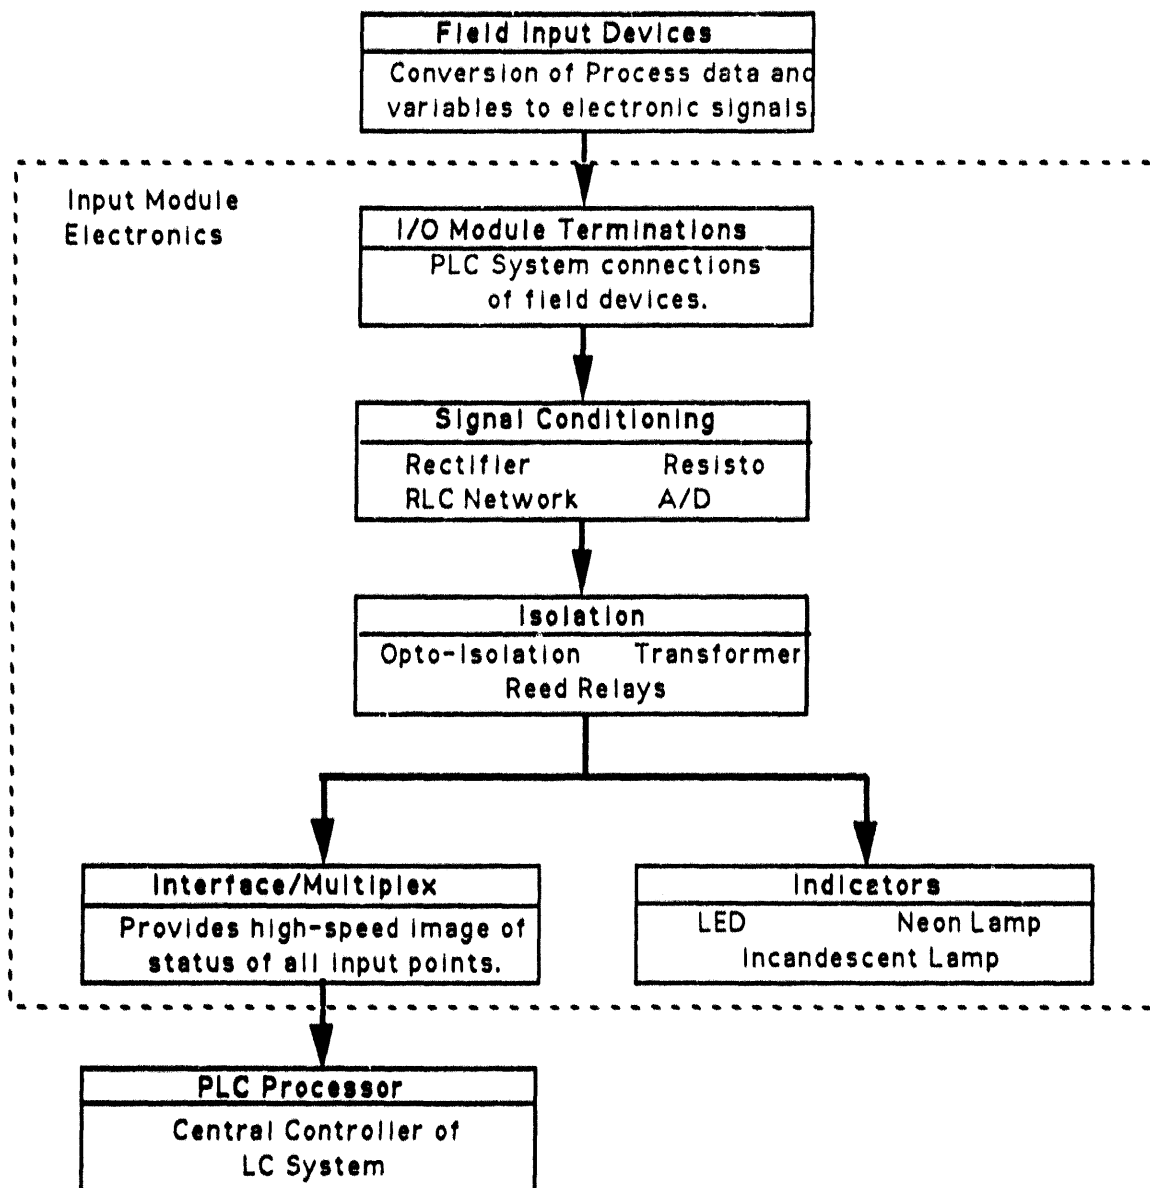 Field Input Devices
Conversion of Process data and
variables to electronic signals
Input Module
Electronics
I/O Module Terminations
PLC System connections
of field devices.
Signal Conditioning
Rectifier Resisto
RLC Network A/D
Isolation
Opto-Isolation Transformer
Reed Relays
Interface/Multiplex
Provides high-speed image of
status of all input points.
Indicators
LED Neon Lamp
Incandescent Lamp
PLC Processor
Central Controller of
LC System